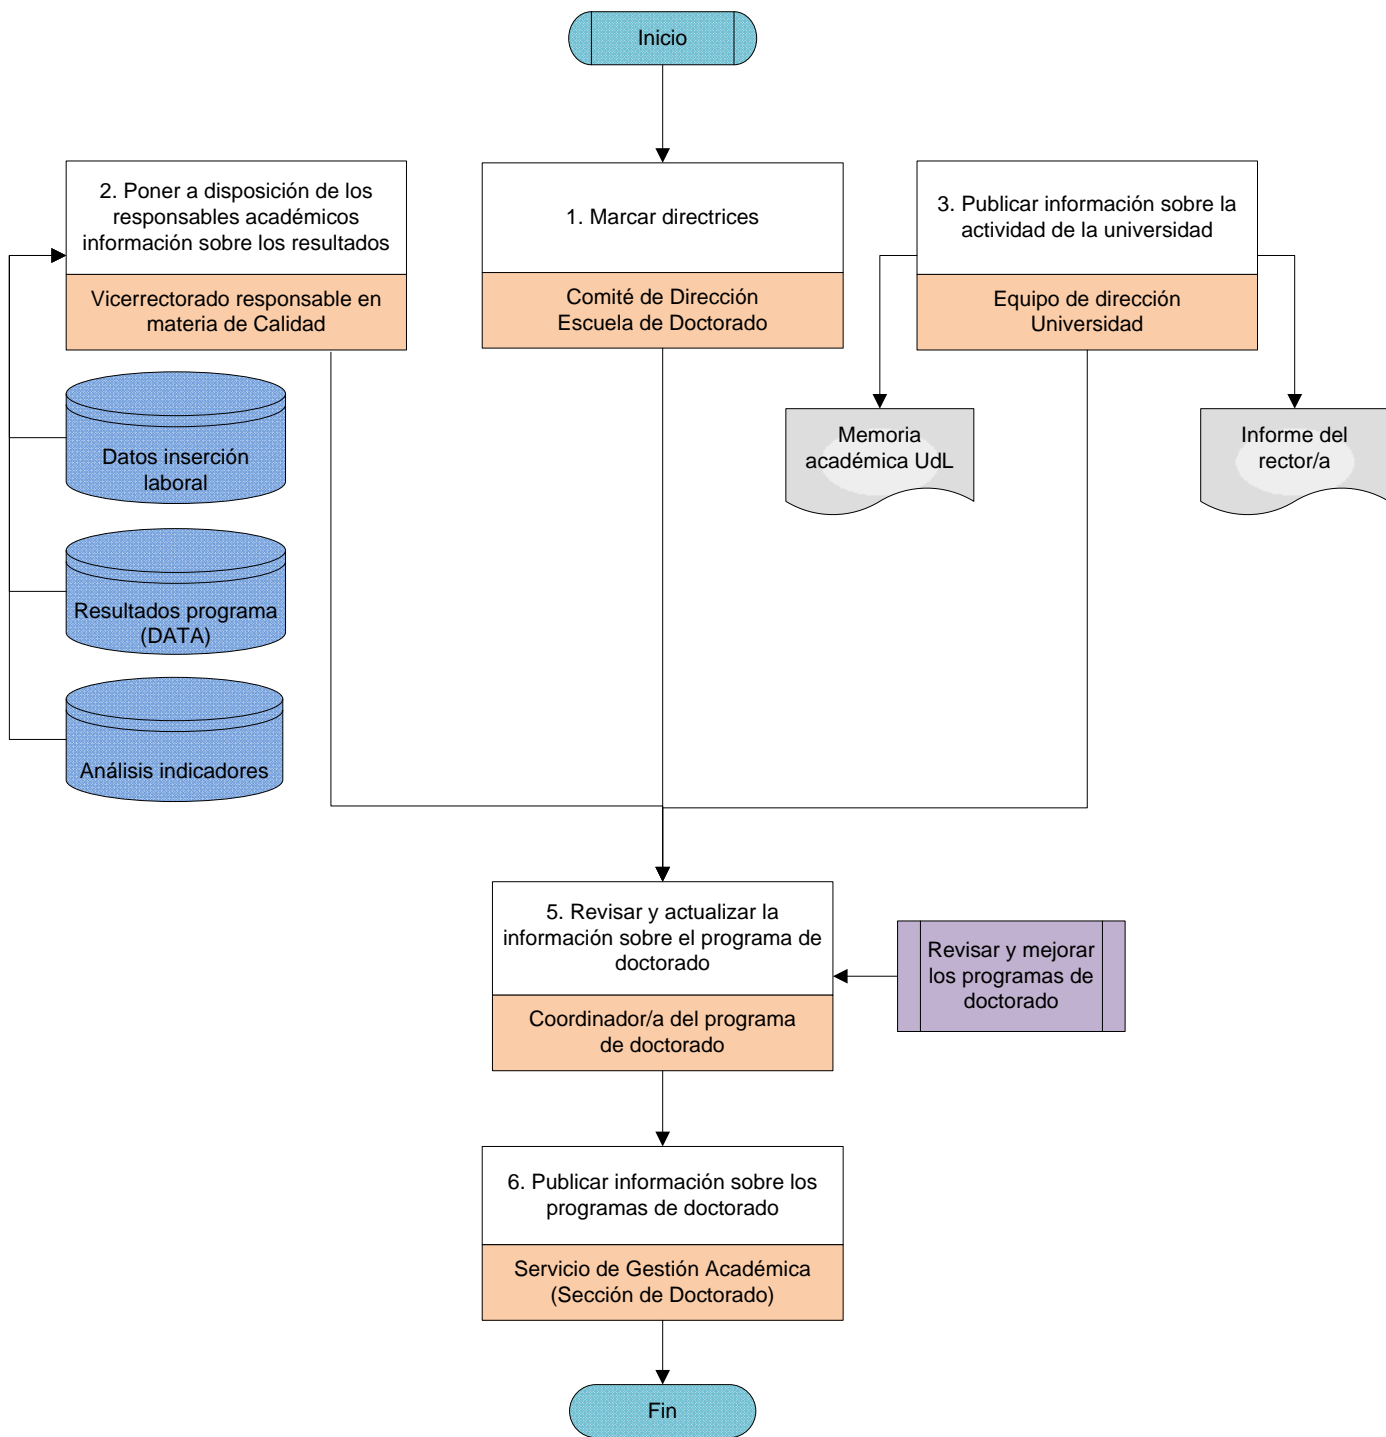 Inicio
2. Poner a disposición de los
responsables académicos
información sobre los resultados
Vicerrectorado responsable en
materia de Calidad
1. Marcar directrices
Comité de Dirección
Escuela de Doctorado
3. Publicar información sobre la
actividad de la universidad
Equipo de dirección
Universidad
Datos inserción
laboral
Memoria
académica UdL
Informe del
rector/a
Resultados programa
(DATA)
Análisis indicadores
5. Revisar y actualizar la
información sobre el programa de
doctorado
Coordinador/a del programa
de doctorado
Revisar y mejorar
los programas de
doctorado
6. Publicar información sobre los
programas de doctorado
Servicio de Gestión Académica
(Sección de Doctorado)
Fin